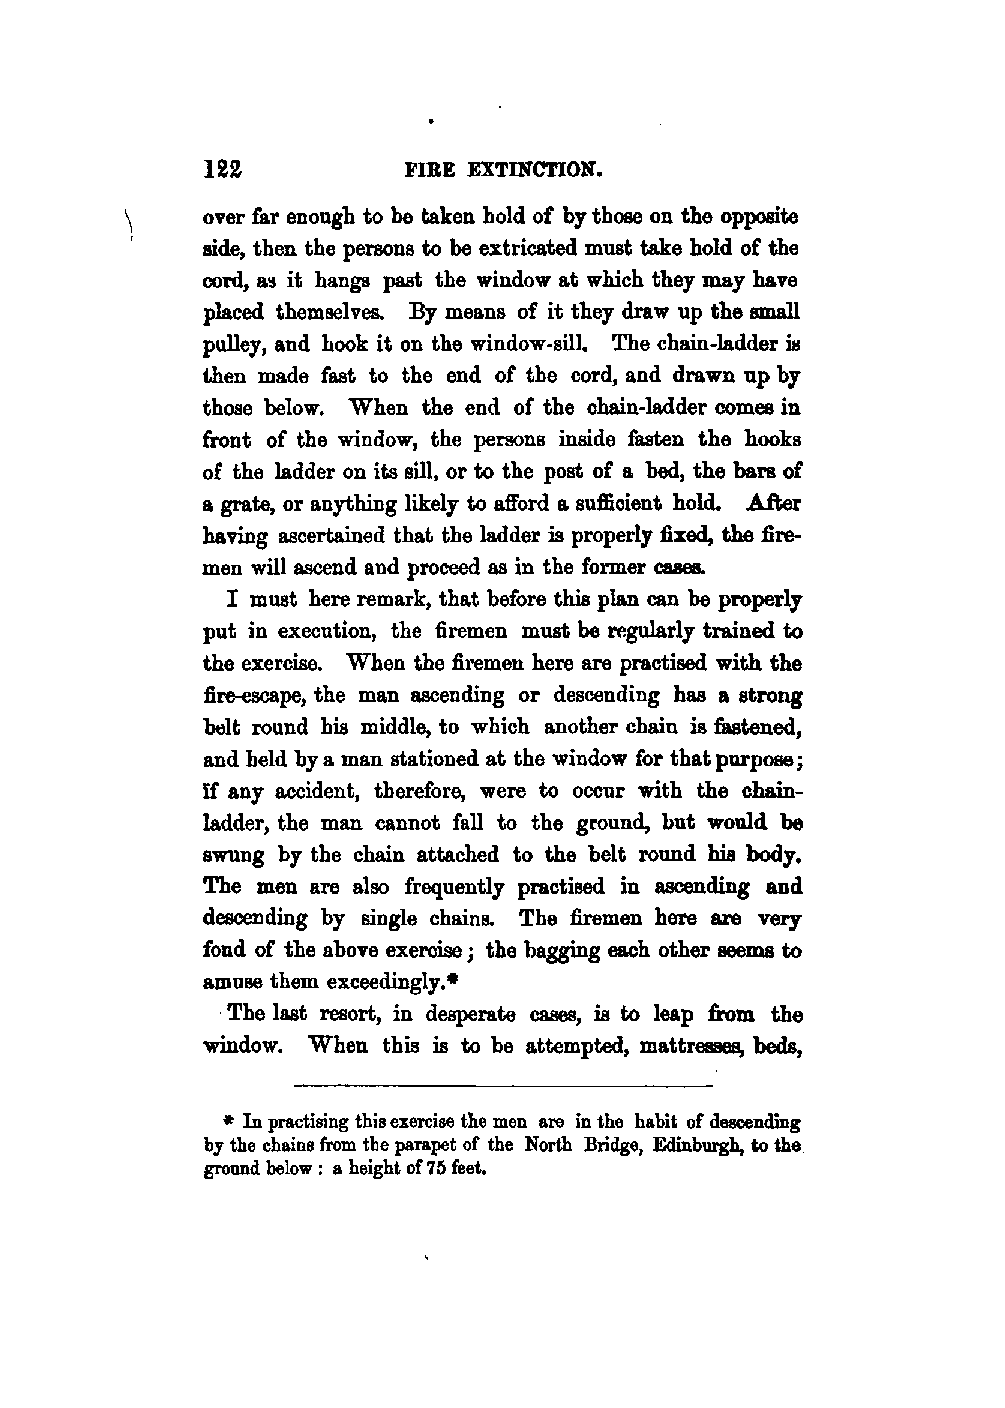 122 FIRE EXTINCTION.
over far enough to be taken hold of by those on the opposite
side, then the persons to be extricated must take hold of the
cord, as it hangs past the window at which they may have
placed themselves. By means of it they draw up the small
pulley, and hook it on the window-sill. The chain-ladder is
then made fast to the end of the cord, and drawn up by
those below. When the end of the chain-ladder comes in
front of the window, the persons inside fasten the hooks
of the ladder on its sill, or to the post of a bed, the bars of
a grate, or anything likely to afford a sufficient hold. After
having ascertained that the ladder is properly fixed, the fire-
men will ascend and proceed as in the former cases.
I must here remark, that before this plan can be properly
put in execution, the firemen must be regularly trained to
the exercise. When the firemen here are practised with the
fire-escape, the man ascending or descending has a strong
belt round his middle, to which another chain is fastened,
and held by a man stationed at the window for that purpose;
if any accident, therefore, were to occur with the chain-
ladder, the man cannot fall to the ground, but would be
swung by the chain attached to the belt round his body.
The men are also frequently practised in ascending and
descending by single chains. The firemen here are very
fond of the above exercise; the bagging each other seems to
amuse them exceedingly.*
The last resort, in desperate cases, is to leap from the
window. When this is to be attempted, mattresses, beds,
* In practising this exercise the men are in the habit of descending
by the chains from the parapet of the North Bridge, Edinburgh, to the
ground below: a height of 75 feet.